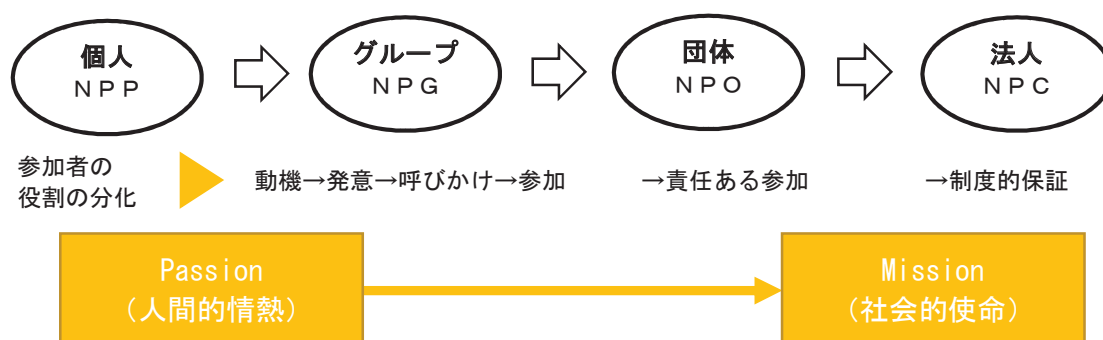 個人
ＮＰＰ
グループ
ＮＰＧ
団体
ＮＰＯ
法人
ＮＰＣ
参加者の
役割の分化
動機→発意→呼びかけ→参加
→責任ある参加
→制度的保証
Passion
（人間的情熱）
Mission
（社会的使命）